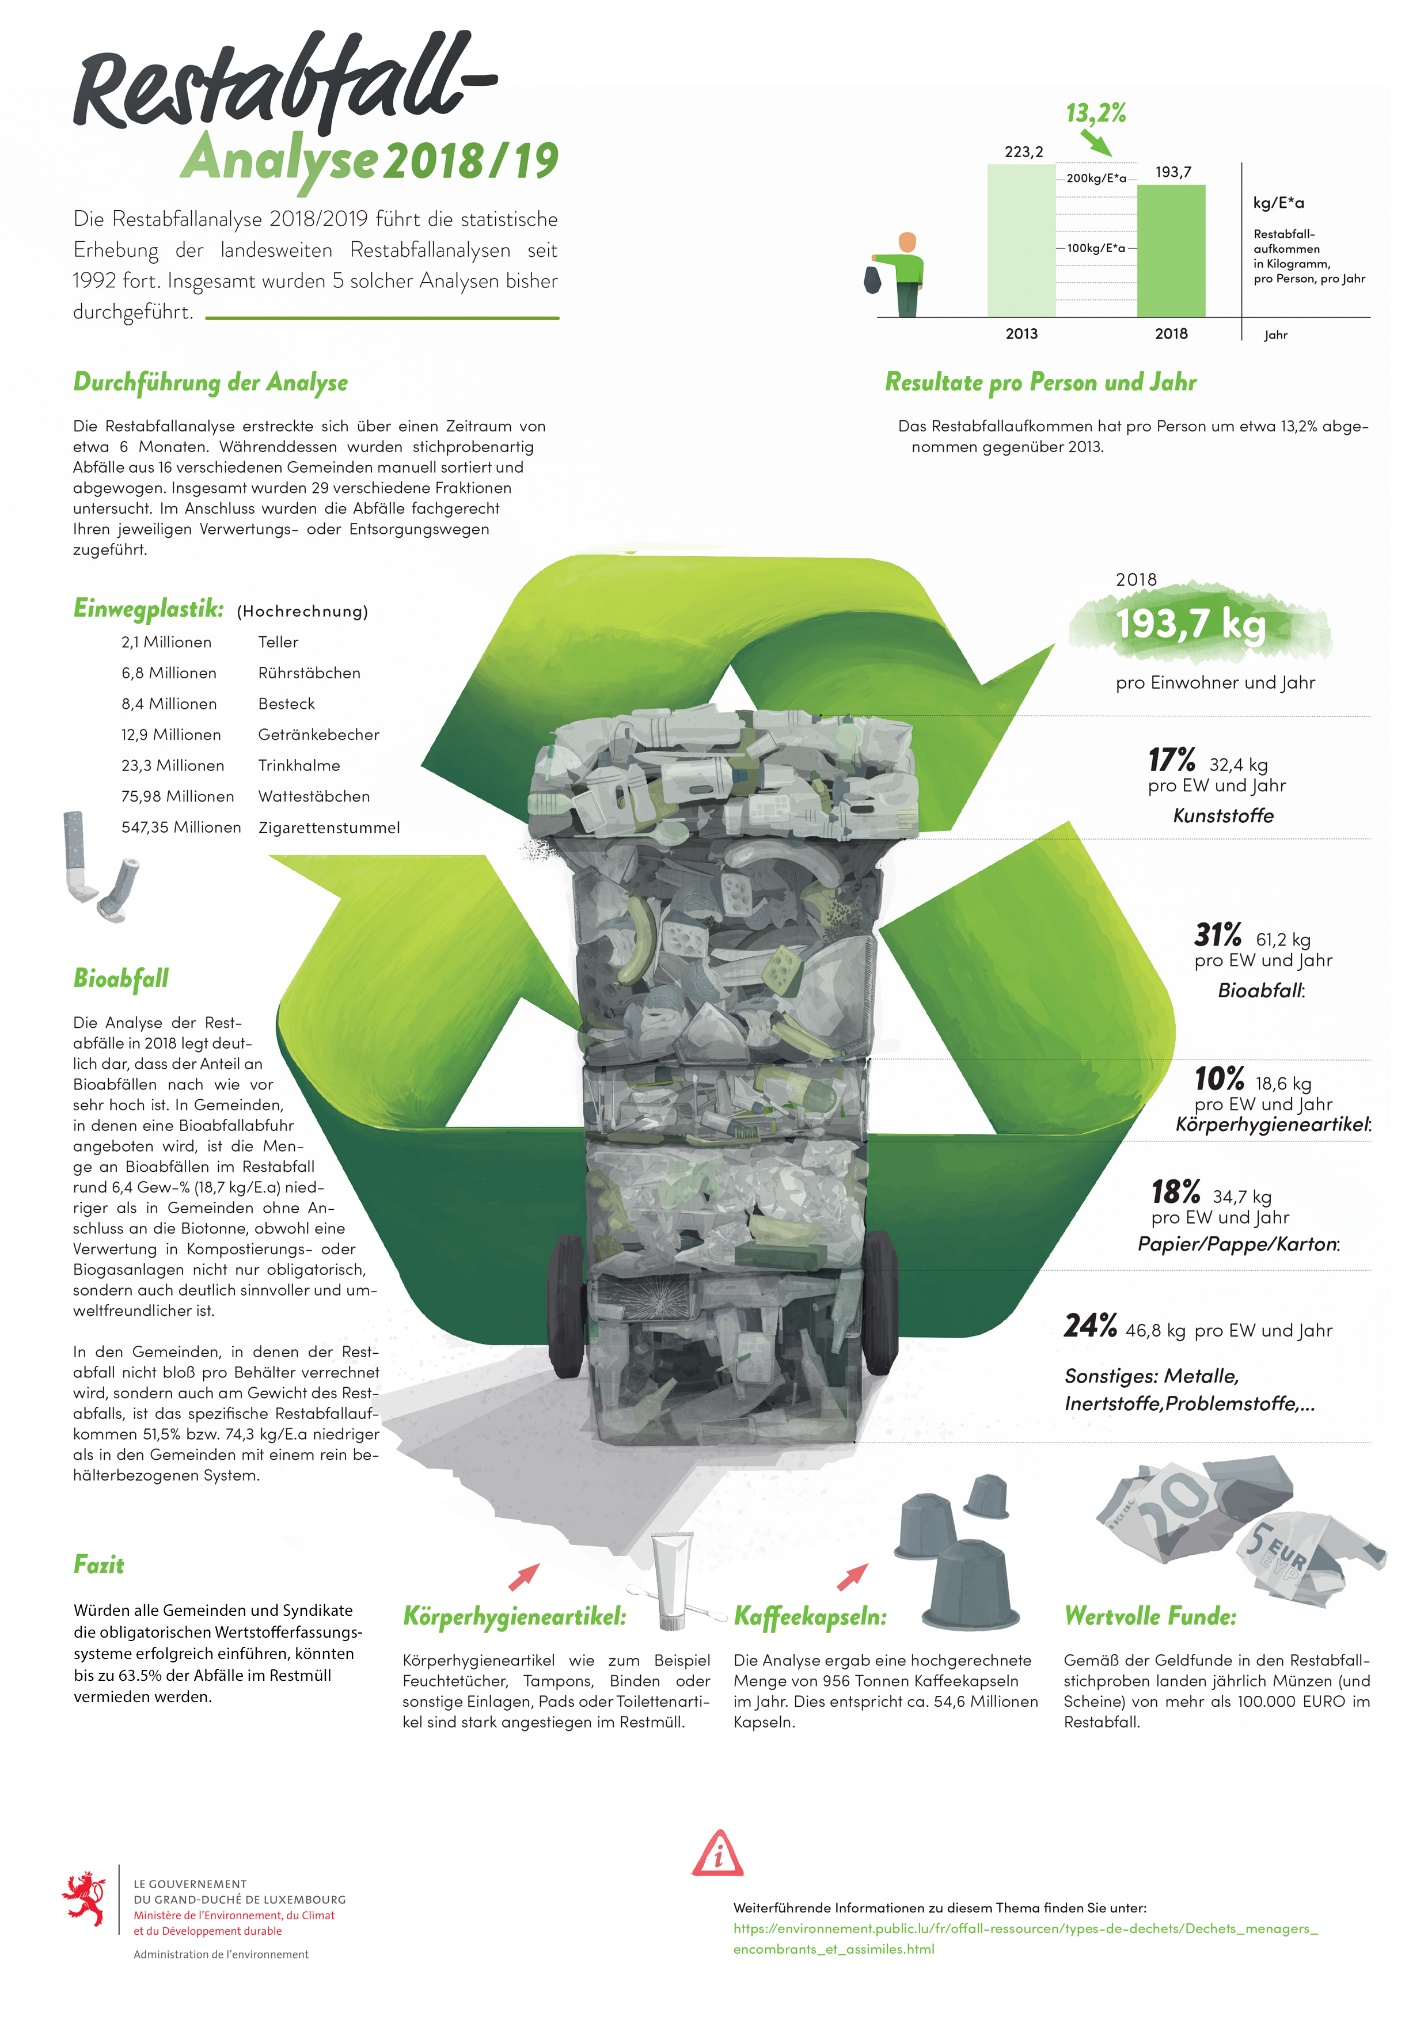 Restabfall-
Analyse 2018/19
Die Restabfallanalyse 2018/2019 führt die statistische
Erhebung der landesweiten Restabfallanalysen seit
1992 fort. Insgesamt wurden 5 solcher Analysen bisher
durchgeführt.
13,2%
223,2
200kg/E*a
193,7
100kg/E*a
2013
2018
kg/E*a
Restabfall-
aufkommen
in Kilogramm,
pro Person, pro Jahr
Jahr
Durchführung der Analyse
Die Restabfallanalyse erstreckte sich über einen Zeitraum von
etwa 6 Monaten. Währenddessen wurden stichprobenartig
Abfälle aus 16 verschiedenen Gemeinden manuell sortiert und
abgewogen. Insgesamt wurden 29 verschiedene Fraktionen
untersucht. Im Anschluss wurden die Abfälle fachgerecht
Ihren jeweiligen Verwertungs- oder Entsorgungswegen
zugeführt.
Resultate pro Person und Jahr
Das Restabfallaufkommen hat pro Person um etwa 13,2% abge-
nommen gegenüber 2013.
Einwegplastik: (Hochrechnung)
2,1 Millionen Teller
6,8 Millionen Rührstäbchen
8,4 Millionen Besteck
12,9 Millionen Getränkebecher
23,3 Millionen Trinkhalme
75,98 Millionen Wattestäbchen
547,35 Millionen Zigarettenstummel
2018
193,7 kg
pro Einwohner und Jahr
17% 32,4 kg
pro EW und Jahr
Kunststoffe
31% 61,2 kg
pro EW und Jahr
Bioabfall:
10% 18,6 kg
pro EW und Jahr
Körperhygieneartikel:
18% 34,7 kg
pro EW und Jahr
Papier/Pappe/Karton:
24% 46,8 kg pro EW und Jahr
Sonstiges: Metalle,
Inertstoffe,Problemstoffe,...
Bioabfall
Die Analyse der Rest-
abfälle in 2018 legt deut-
lich dar, dass der Anteil an
Bioabfällen nach wie vor
sehr hoch ist. In Gemeinden,
in denen eine Bioabfallabfuhr
angeboten wird, ist die Men-
ge an Bioabfällen im Restabfall
rund 6,4 Gew-% (18,7 kg/E.a) nied-
riger als in Gemeinden ohne An-
schluss an die Biotonne, obwohl eine
Verwertung in Kompostierungs- oder
Biogasanlagen nicht nur obligatorisch,
sondern auch deutlich sinnvoller und um-
weltfreundlicher ist.
In den Gemeinden, in denen der Rest-
abfall nicht bloß pro Behälter verrechnet
wird, sondern auch am Gewicht des Rest-
abfalls, ist das spezifische Restabfallauf-
kommen 51,5% bzw. 74,3 kg/E.a niedriger
als in den Gemeinden mit einem rein be-
hälterbezogenen System.
Fazit
Würden alle Gemeinden und Syndikate
die obligatorischen Wertstofferfassungs-
systeme erfolgreich einführen, könnten
bis zu 63.5% der Abfälle im Restmüll
vermieden werden.
Körperhygieneartikel:
Körperhygieneartikel wie zum Beispiel
Feuchtetücher, Tampons, Binden oder
sonstige Einlagen, Pads oder Toilettenarti-
kel sind stark angestiegen im Restmüll.
Kaffeekapseln:
Die Analyse ergab eine hochgerechnete
Menge von 956 Tonnen Kaffeekapseln
im Jahr. Dies entspricht ca. 54,6 Millionen
Kapseln.
20
5 EUR
Wertvolle Funde:
Gemäß der Geldfunde in den Restabfall-
stichproben landen jährlich Münzen (und
Scheine) von mehr als 100.000 EURO im
Restabfall.
LE GOUVERNEMENT
DU GRAND-DUCHÉ DE LUXEMBOURG
Ministère de l'Environnement, du Climat
et du Développement durable
Administration de l'environnement
i
Weiterführende Informationen zu diesem Thema finden Sie unter:
https://environnement.public.lu/fr/offall-ressourcen/types-de-dechets/Dechets_menagers_
encombrants_et_assimiles.html